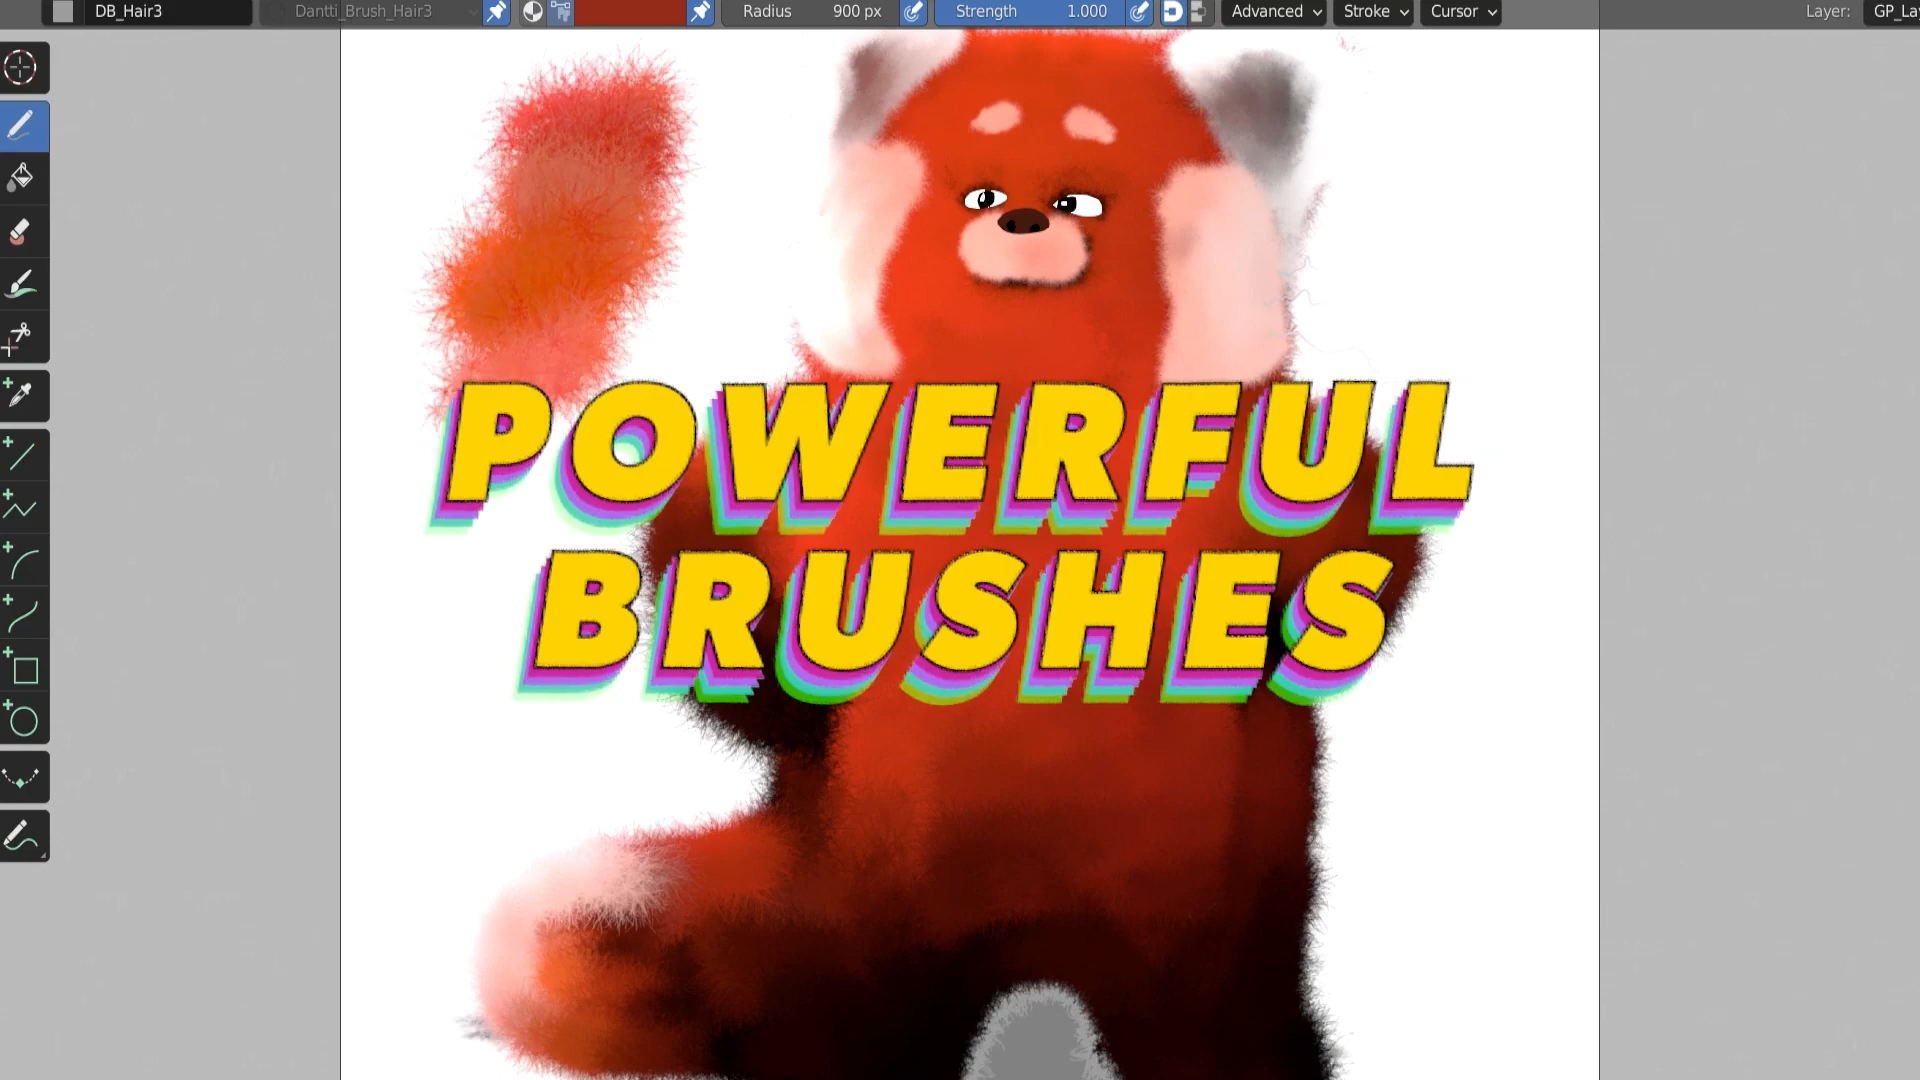 DB_Hair3 Dantti_Brush_Hair3 Radius 900 px Strength 1.000 Advanced Stroke Cursor Layer: GP_La
POWERFUL
BRUSHES